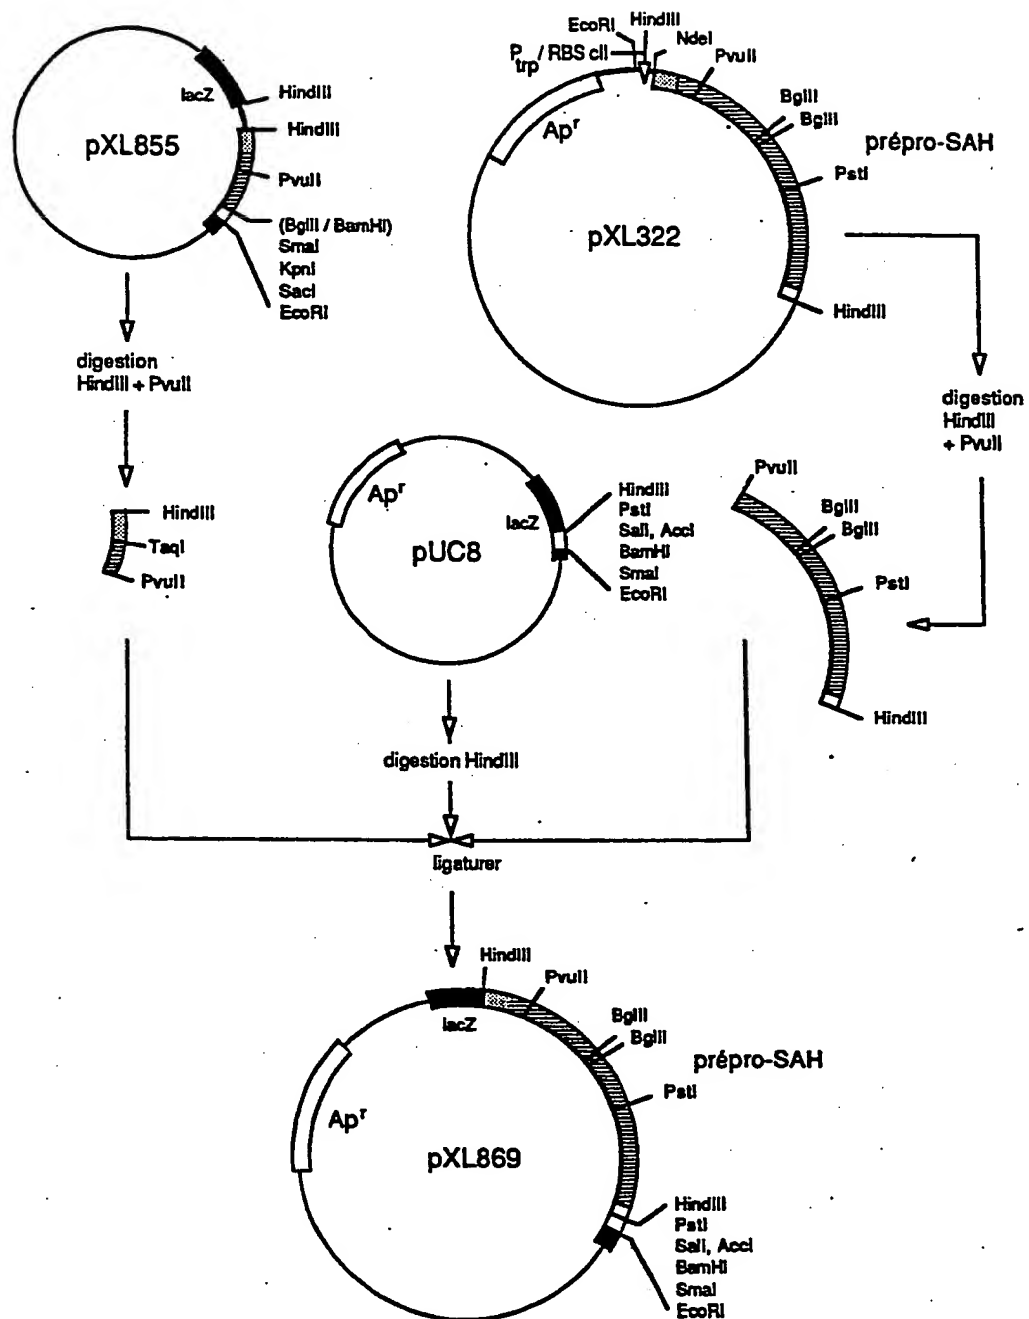 lacZ
HindIII
HindIII
pXL855
PvuII
(BglII / BamHI)
SmaI
KpnI
SacI
EcoRI
digestion
HindIII + PvuII
HindIII
TaqI
PvuII
EcoRI
HindIII
NdeI
Ptrp / RBS cII
PvuII
Apr
BglII
BglII
prépro-SAH
PstI
pXL322
HindIII
digestion
HindIII
+ PvuII
Apr
lacZ
pUC8
HindIII
PstI
SalI, AccI
BamHI
SmaI
EcoRI
PvuII
BglII
BglII
PstI
HindIII
digestion HindIII
ligaturer
HindIII
PvuII
lacZ
BglII
BglII
prépro-SAH
PstI
Apr
pXL869
HindIII
PstI
SalI, AccI
BamHI
SmaI
EcoRI